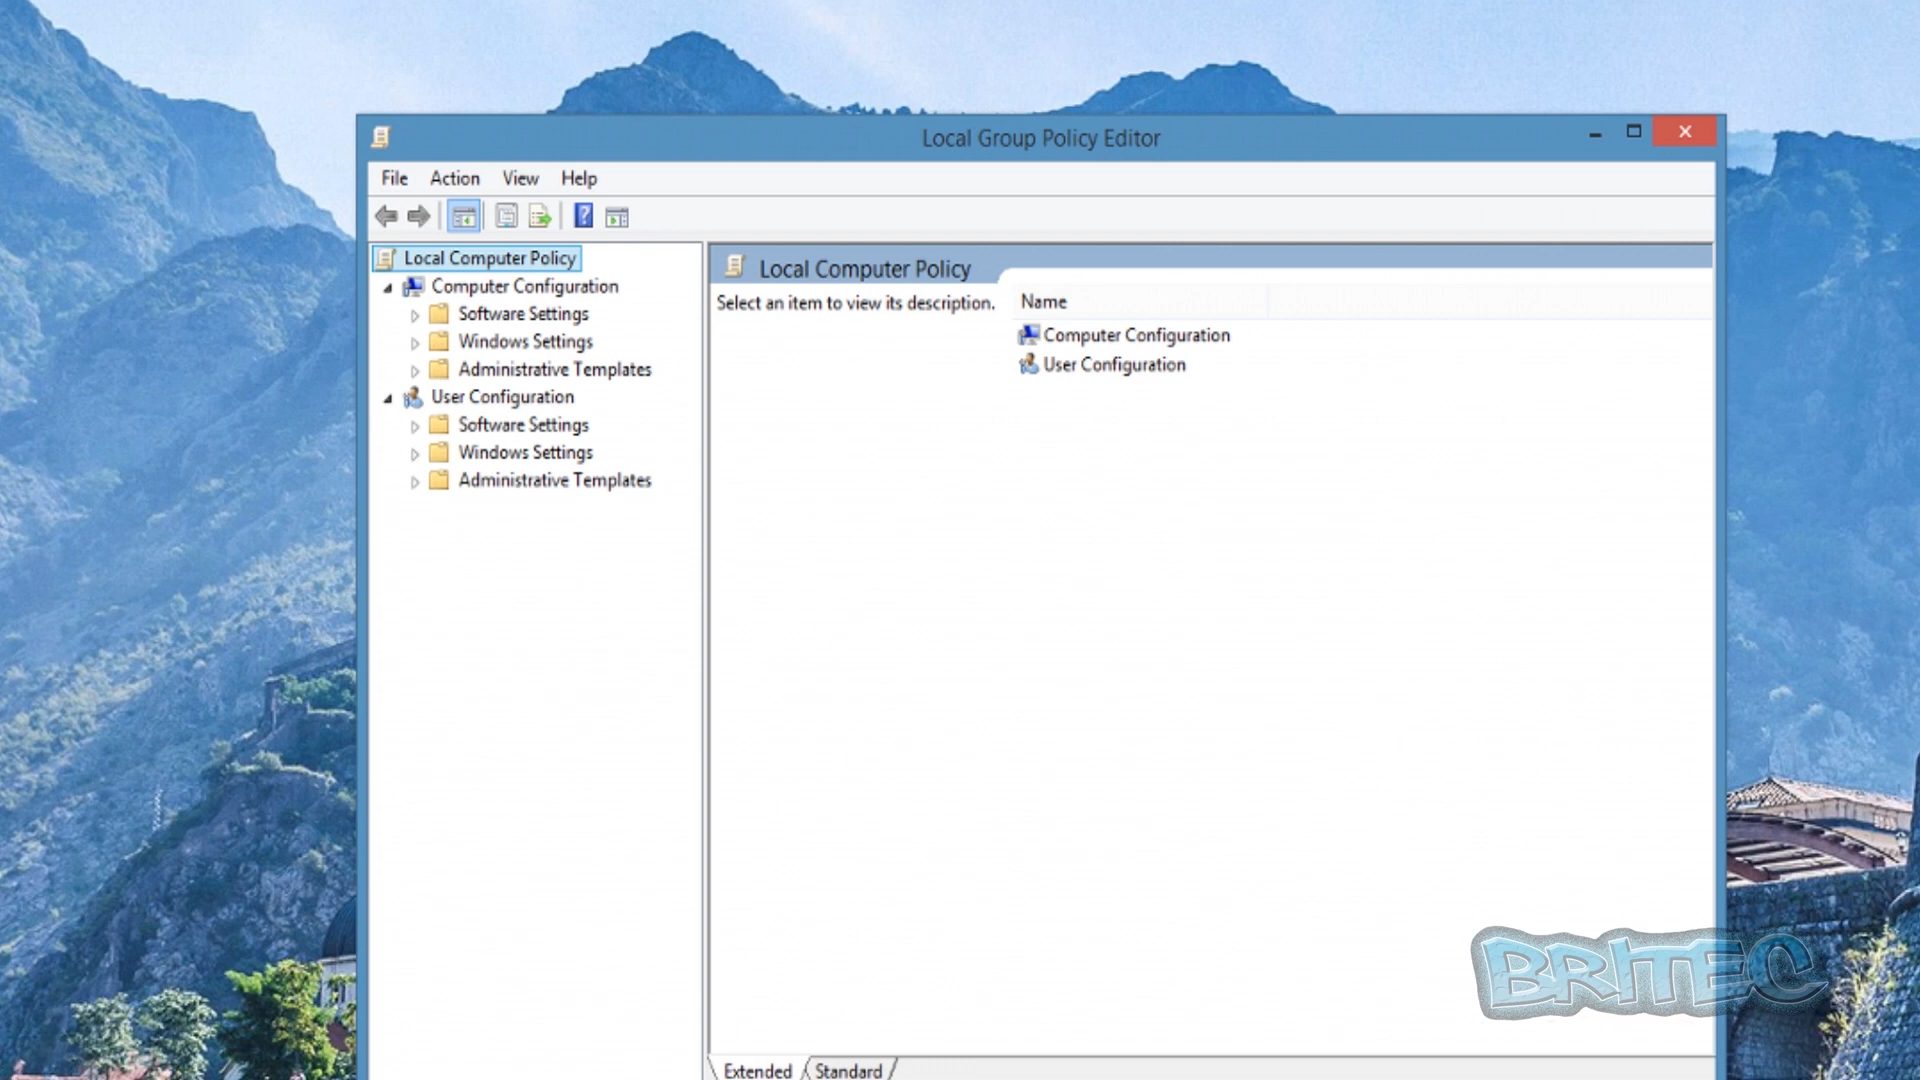 Local Group Policy Editor
File Action View Help
Local Computer Policy
Computer Configuration
Software Settings
Windows Settings
Administrative Templates
User Configuration
Software Settings
Windows Settings
Administrative Templates
Local Computer Policy
Select an item to view its description.
Name
Computer Configuration
User Configuration
Extended
Standard
BRITEC